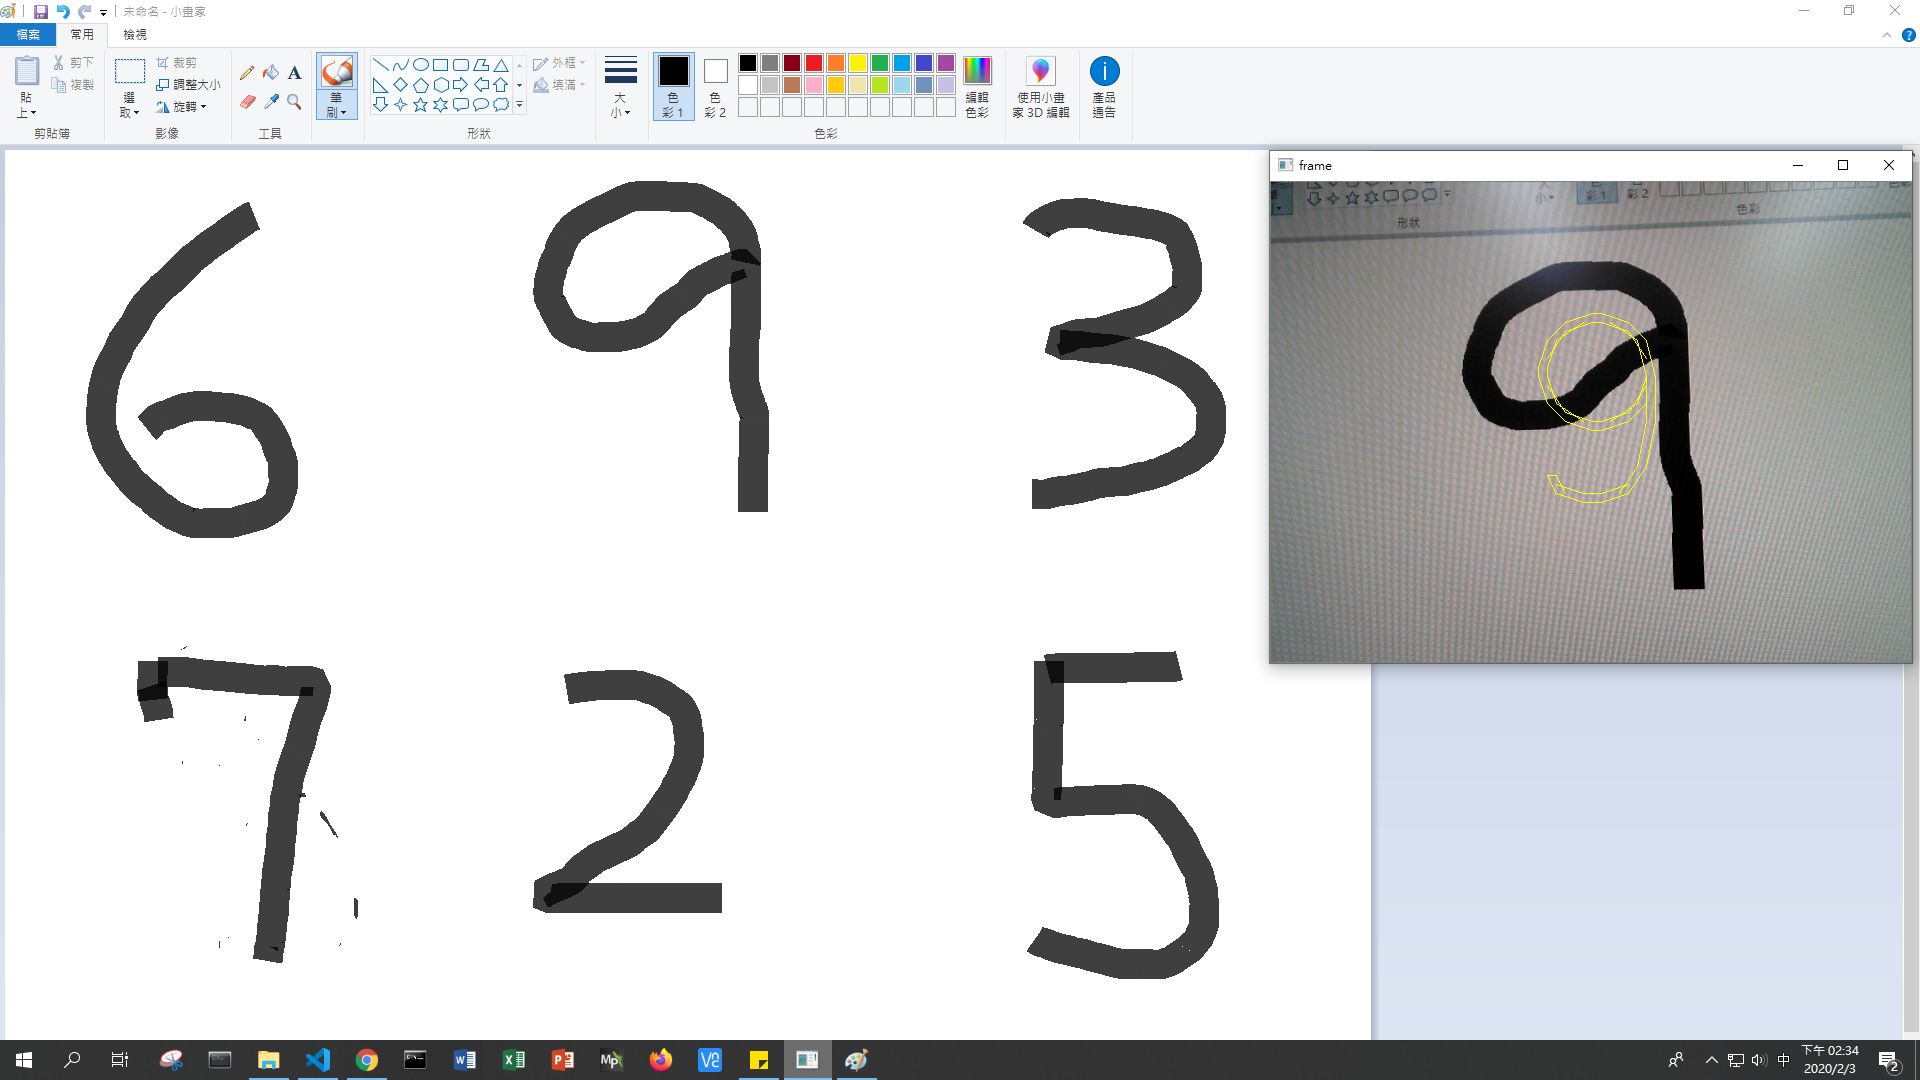 未命名 - 小畫家
檔案 常用 檢視
貼上 剪下 複製
剪貼簿
選取 裁剪 調整大小 旋轉
影像
A
工具
筆刷
外框 填滿
形狀
大小
色彩 1 色彩 2 編輯色彩
色彩
使用小畫家 3D 編輯
產品通告
frame
小 彩 1 彩 2
形狀 色彩
9
9
6 9 3
7 2 5
下午 02:34
中
2020/2/3
2